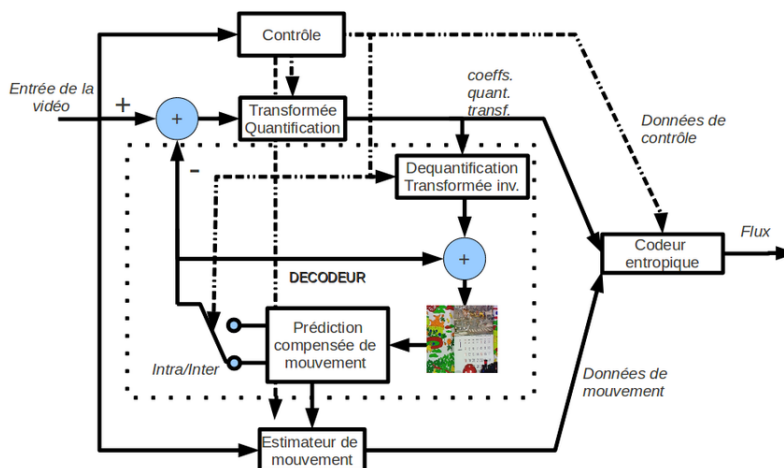 Contrôle
Entrée de la
vidéo
+
+
Transformée
Quantification
coeffs.
quant.
transf.
Données de
contrôle
-
Dequantification
Transformée inv.
+
DECODEUR
Codeur
entropique
Flux
Prédiction
compensée de
mouvement
Intra/Inter
Données de
mouvement
Estimateur de
mouvement